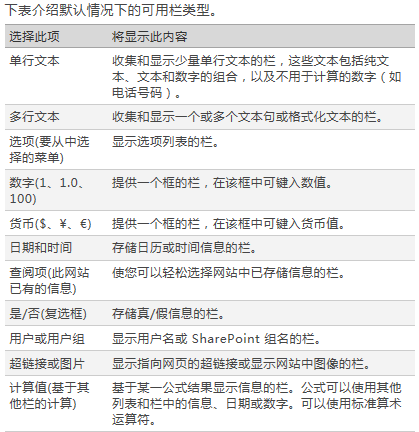 下表介绍默认情况下的可用栏类型。
选择此项 将显示此内容
单行文本 收集和显示少量单行文本的栏，这些文本包括纯文
本、文本和数字的组合，以及不用于计算的数字（如
电话号码）。
多行文本 收集和显示一个或多个文本句或格式化文本的栏。
选项(要从中选 显示选项列表的栏。
择的菜单)
数字(1、1.0、 提供一个框的栏，在该框中可键入数值。
100)
货币($、¥、€) 提供一个框的栏，在该框中可键入货币值。
日期和时间 存储日历或时间信息的栏。
查阅项(此网站 使您可以轻松选择网站中已存储信息的栏。
已有的信息)
是/否(复选框) 存储真/假信息的栏。
用户或用户组 显示用户名或 SharePoint 组名的栏。
超链接或图片 显示指向网页的超链接或显示网站中图像的栏。
计算值(基于其 基于某一公式结果显示信息的栏。公式可以使用其
他栏的计算) 列表和栏中的信息、日期或数字。可以使用标准算术
运算符。